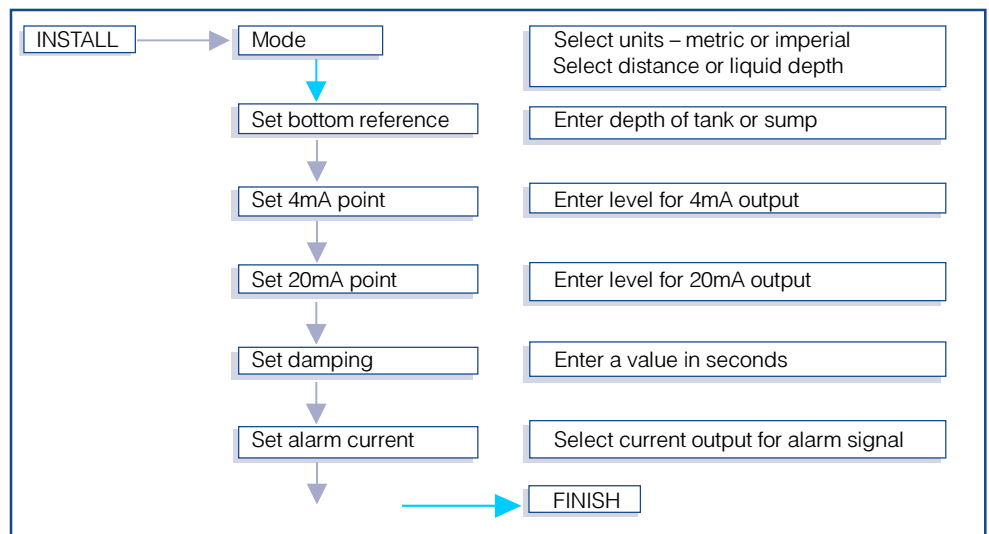 INSTALL
Mode
Select units – metric or imperial
Select distance or liquid depth
Set bottom reference
Enter depth of tank or sump
Set 4mA point
Enter level for 4mA output
Set 20mA point
Enter level for 20mA output
Set damping
Enter a value in seconds
Set alarm current
Select current output for alarm signal
FINISH